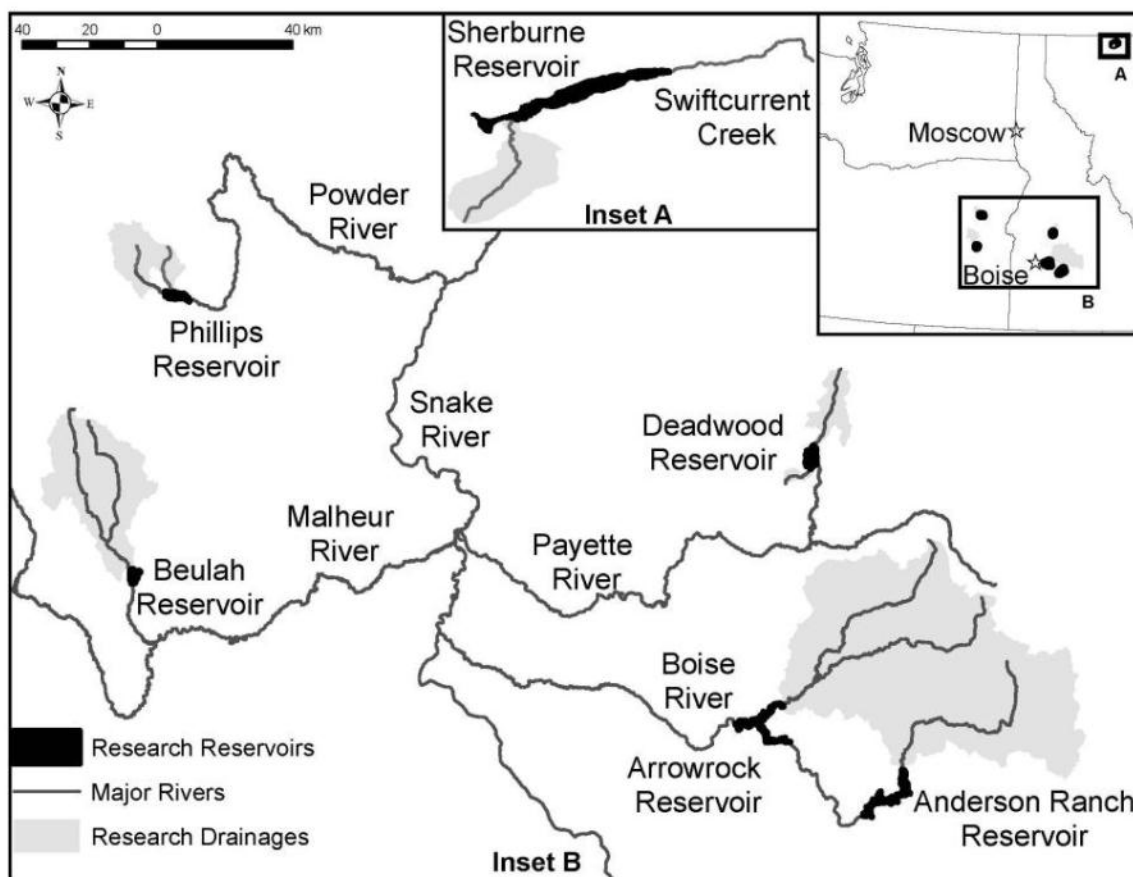 40 20 0 40 km
N
W E
S
Sherburne
Reservoir
Swiftcurrent
Creek
Inset A
A
Moscow
Boise
B
Powder
River
Phillips
Reservoir
Snake
River
Deadwood
Reservoir
Malheur
River
Payette
River
Beulah
Reservoir
Boise
River
Arrowrock
Reservoir
Anderson Ranch
Reservoir
Research Reservoirs
Major Rivers
Research Drainages
Inset B